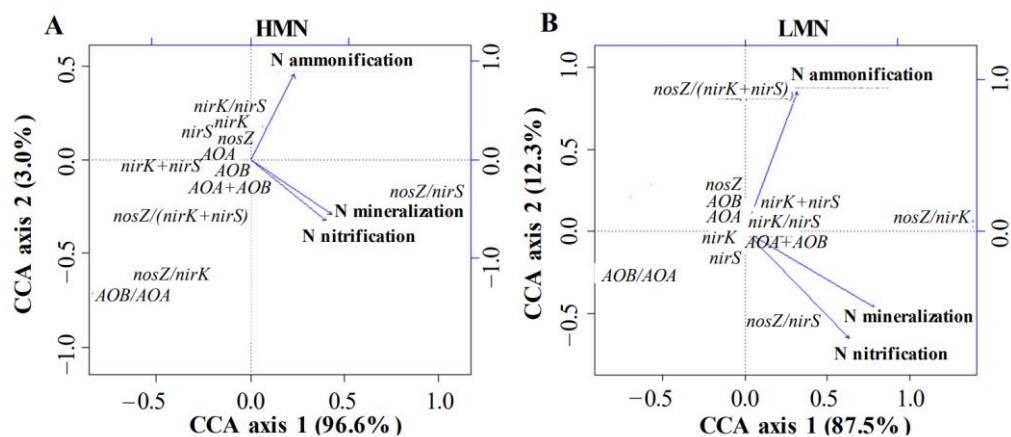 A
HMN
N ammonification
nirK/nirS
nirK
nirS
nosZ
AOA
nirK+nirS
AOB
AOA+AOB
nosZ/nirS
nosZ/(nirK+nirS)
N mineralization
N nitrification
nosZ/nirK
AOB/AOA
0.5
0.0
−0.5
−1.0
1.0
0.0
−1.0
CCA axis 2 (3.0%)
−0.5
0.0
0.5
1.0
CCA axis 1 (96.6%)
B
LMN
N ammonification
nosZ/(nirK+nirS)
nosZ
AOB
nirK+nirS
AOA
nirK/nirS
nosZ/nirK
nirK
AOA+AOB
nirS
AOB/AOA
nosZ/nirS
N mineralization
N nitrification
1.0
0.5
0.0
−0.5
1.0
0.0
CCA axis 2 (12.3%)
−0.5
0.0
0.5
1.0
CCA axis 1 (87.5%)